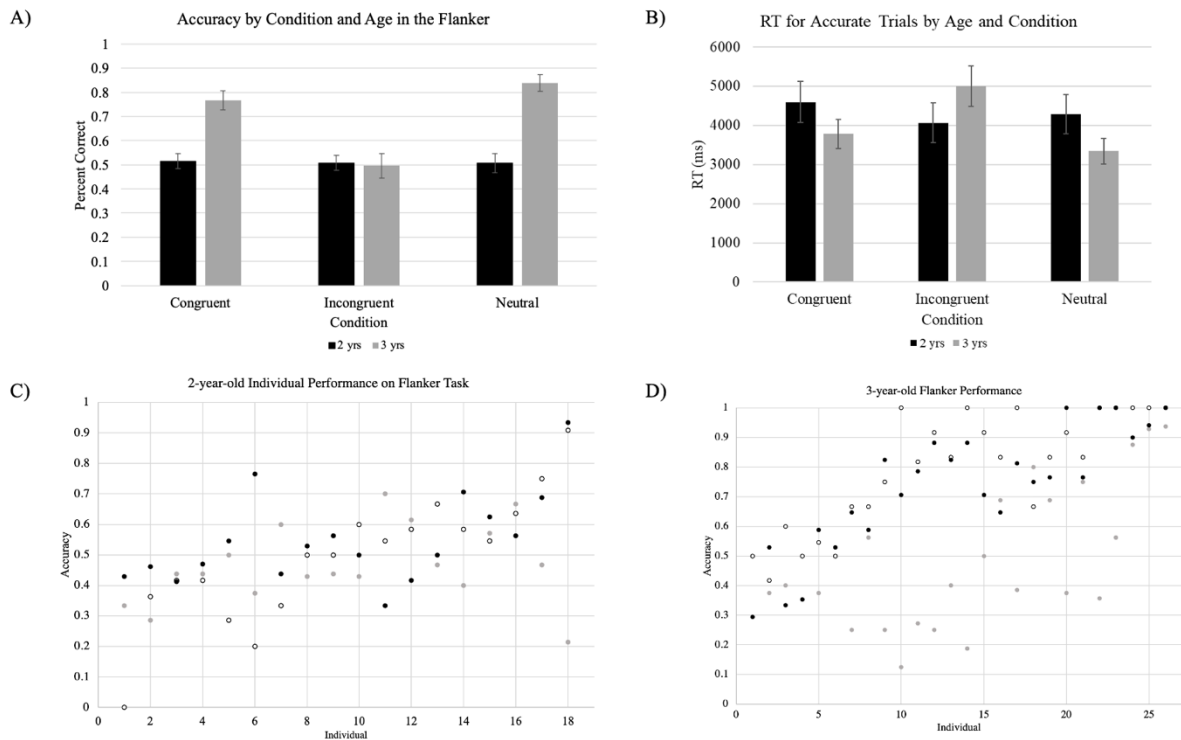 A)
Accuracy by Condition and Age in the Flanker
1
0.9
0.8
0.7
0.6
0.5
0.4
0.3
0.2
0.1
0
Percent Correct
Congruent
Incongruent
Neutral
Condition
2 yrs
3 yrs
B)
RT for Accurate Trials by Age and Condition
6000
5000
4000
3000
2000
1000
0
RT (ms)
Congruent
Incongruent
Neutral
Condition
2 yrs
3 yrs
C)
2-year-old Individual Performance on Flanker Task
1
0.9
0.8
0.7
0.6
0.5
0.4
0.3
0.2
0.1
0
Accuracy
0 2 4 6 8 10 12 14 16 18
Individual
D)
3-year-old Flanker Performance
1
0.9
0.8
0.7
0.6
0.5
0.4
0.3
0.2
0.1
0
Accuracy
0 5 10 15 20 25
Individual